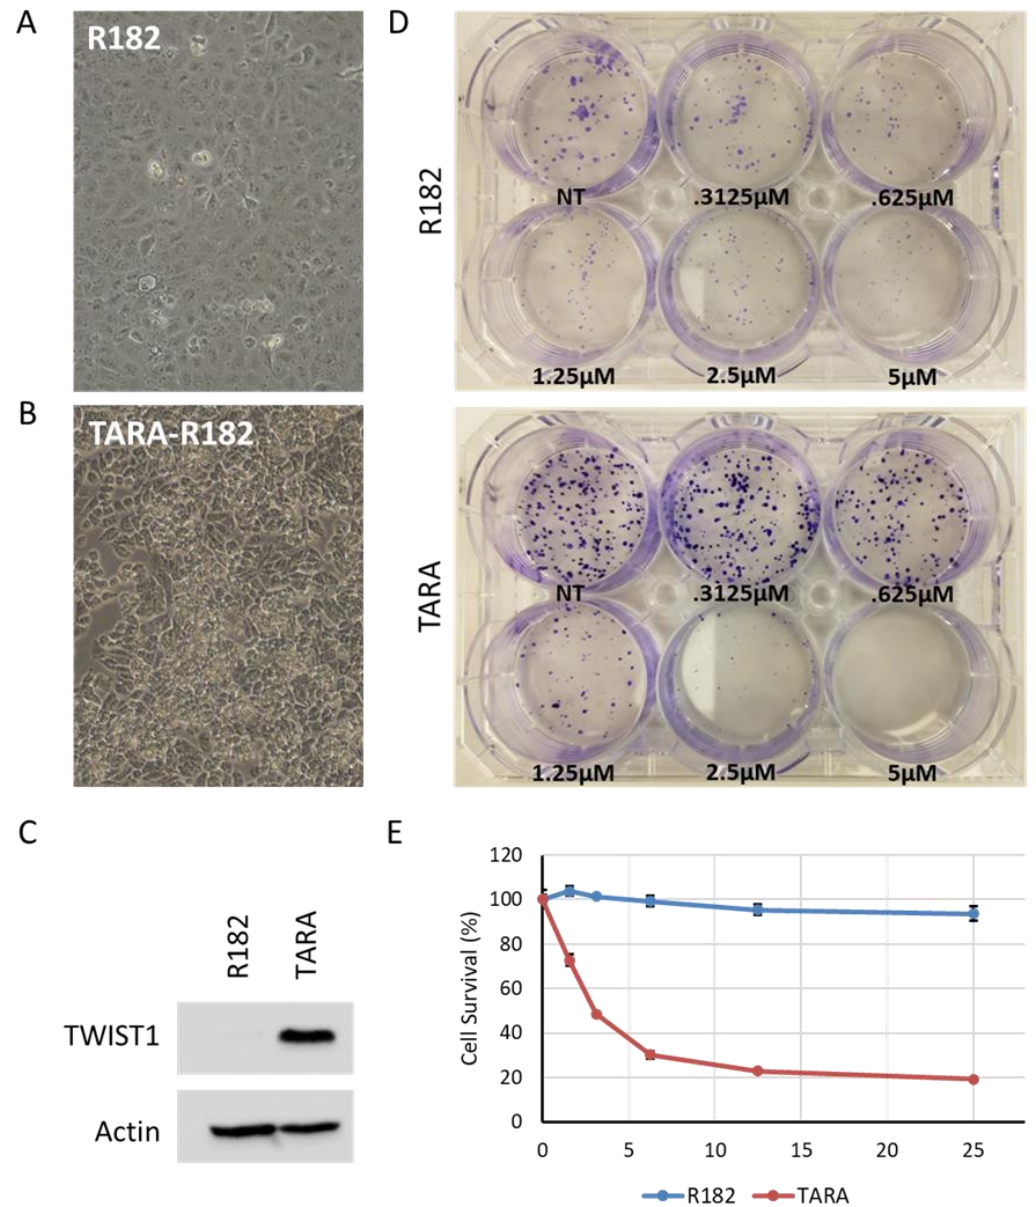 A
R182
B
TARA-R182
C
R182
TARA
TWIST1
Actin
D
R182
NT
.3125µM
.625µM
1.25µM
2.5µM
5µM
TARA
NT
.3125µM
.625µM
1.25µM
2.5µM
5µM
E
Cell Survival (%)
120
100
80
60
40
20
0
0 5 10 15 20 25
R182 TARA